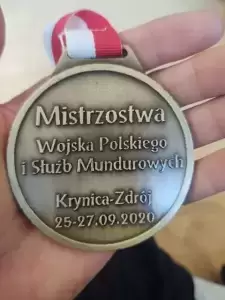 Mistrzostwa
Wojska Polskiego
i Służb Mundurowych
Krynica-Zdrój
25-27.09.2020